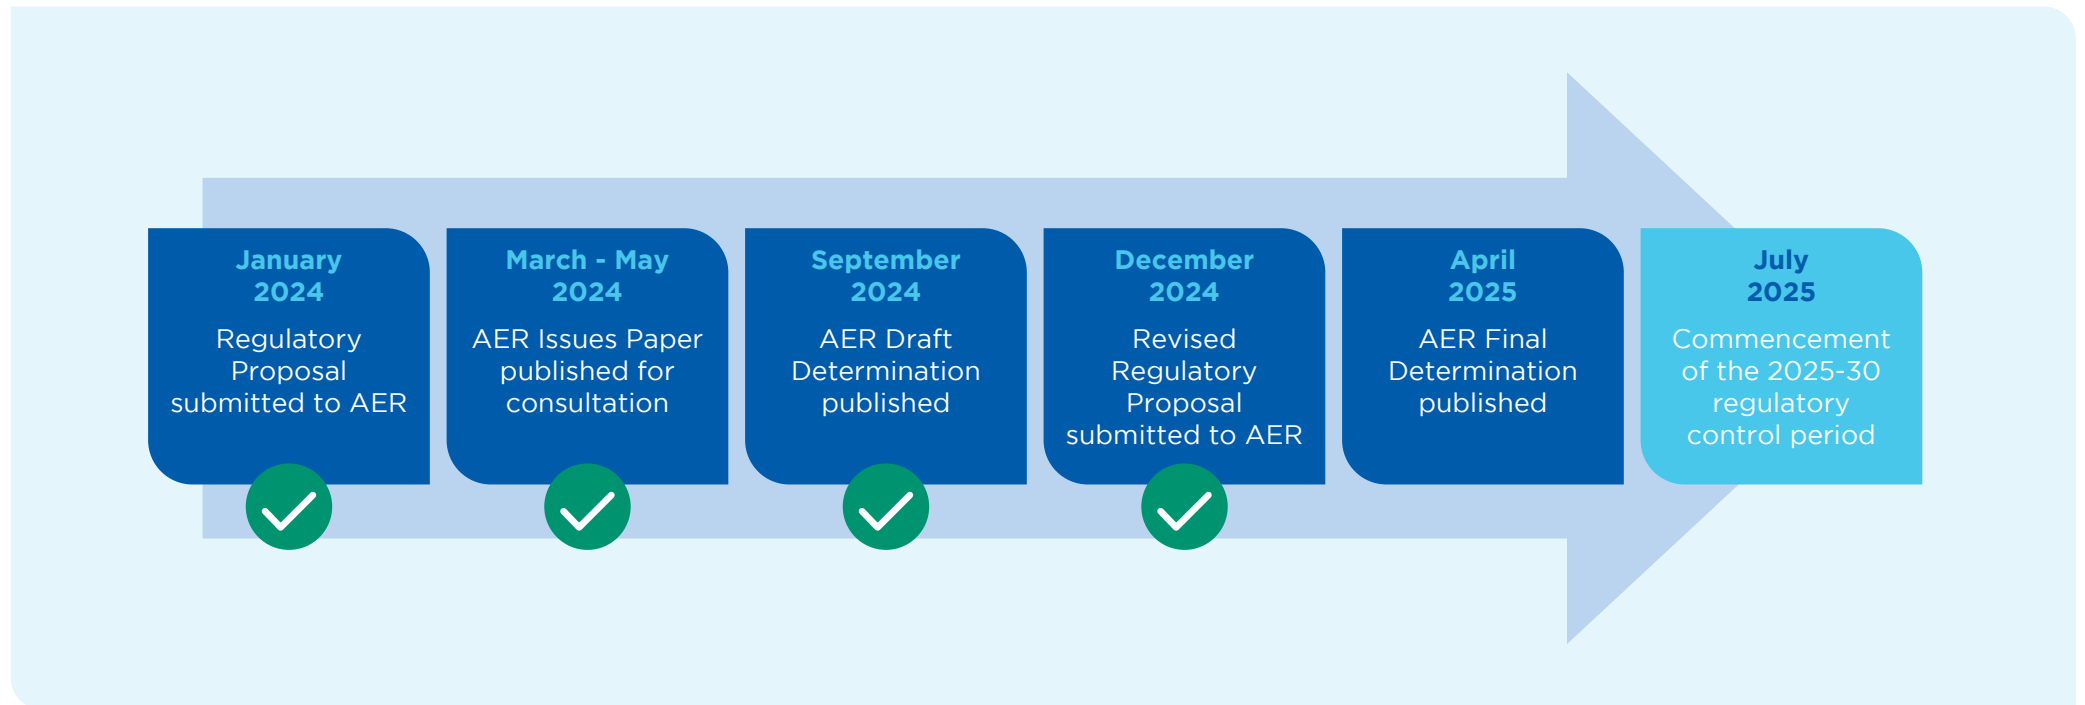 January
2024
Regulatory
Proposal
submitted to AER
March - May
2024
AER Issues Paper
published for
consultation
September
2024
AER Draft
Determination
published
December
2024
Revised
Regulatory
Proposal
submitted to AER
April
2025
AER Final
Determination
published
July
2025
Commencement
of the 2025-30
regulatory
control period